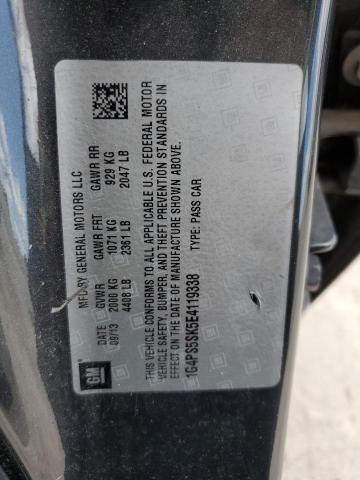 MFD BY GENERAL MOTORS LLC
DATE GVWR GAWR FRT GAWR RR
09/13 2000 KG 1071 KG 929 KG
4408 LB 2361 LB 2047 LB
THIS VEHICLE CONFORMS TO ALL APPLICABLE U.S. FEDERAL MOTOR
VEHICLE SAFETY, BUMPER, AND THEFT PREVENTION STANDARDS IN
EFFECT ON THE DATE OF MANUFACTURE SHOWN ABOVE.
1G4PS5SK5E4119338 TYPE: PASS CAR
GM